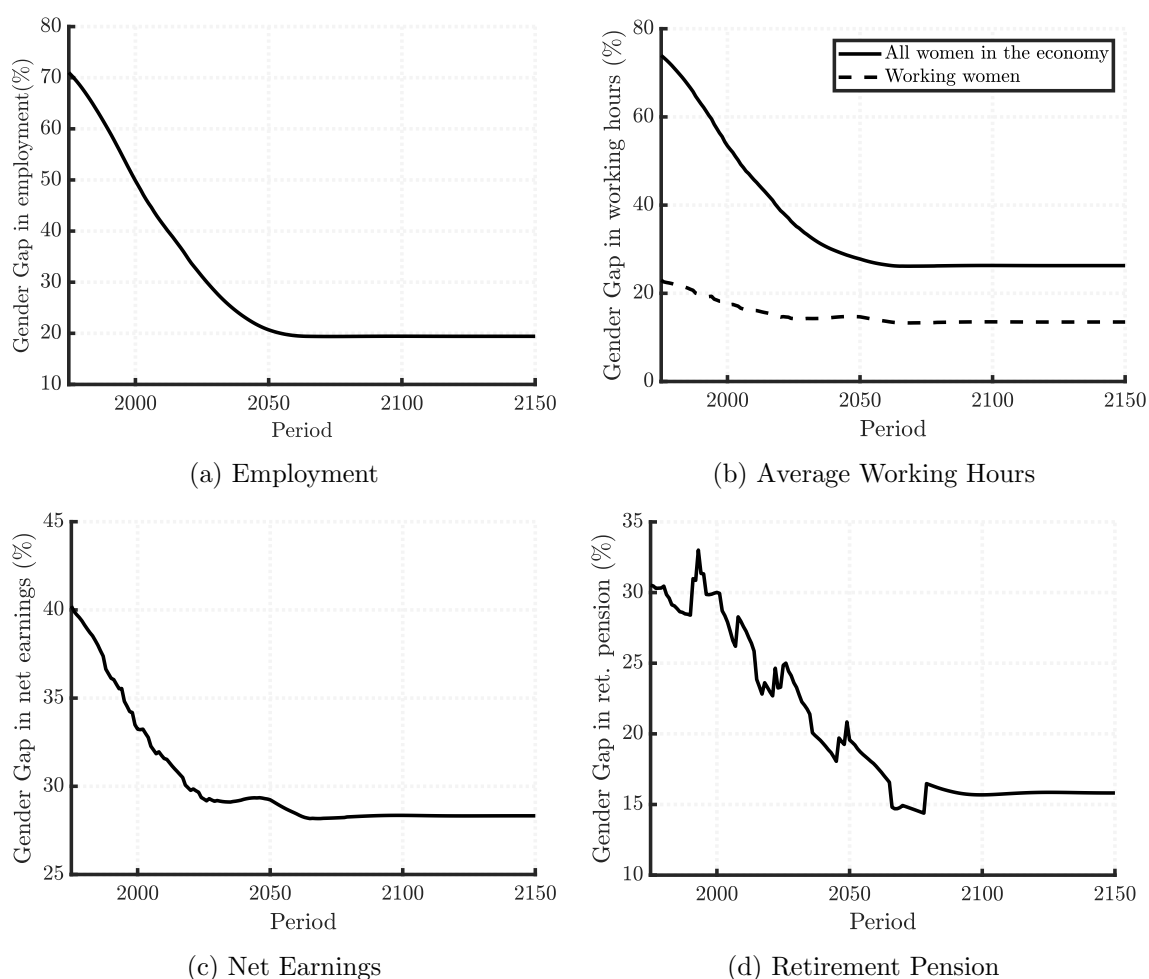 Gender Gap in employment(%)
80
70
60
50
40
30
20
10
2000 2050 2100 2150
Period
(a) Employment
Gender Gap in working hours (%)
80
60
40
20
0
All women in the economy
Working women
2000 2050 2100 2150
Period
(b) Average Working Hours
Gender Gap in net earnings (%)
45
40
35
30
25
2000 2050 2100 2150
Period
(c) Net Earnings
Gender Gap in ret. pension (%)
35
30
25
20
15
10
2000 2050 2100 2150
Period
(d) Retirement Pension